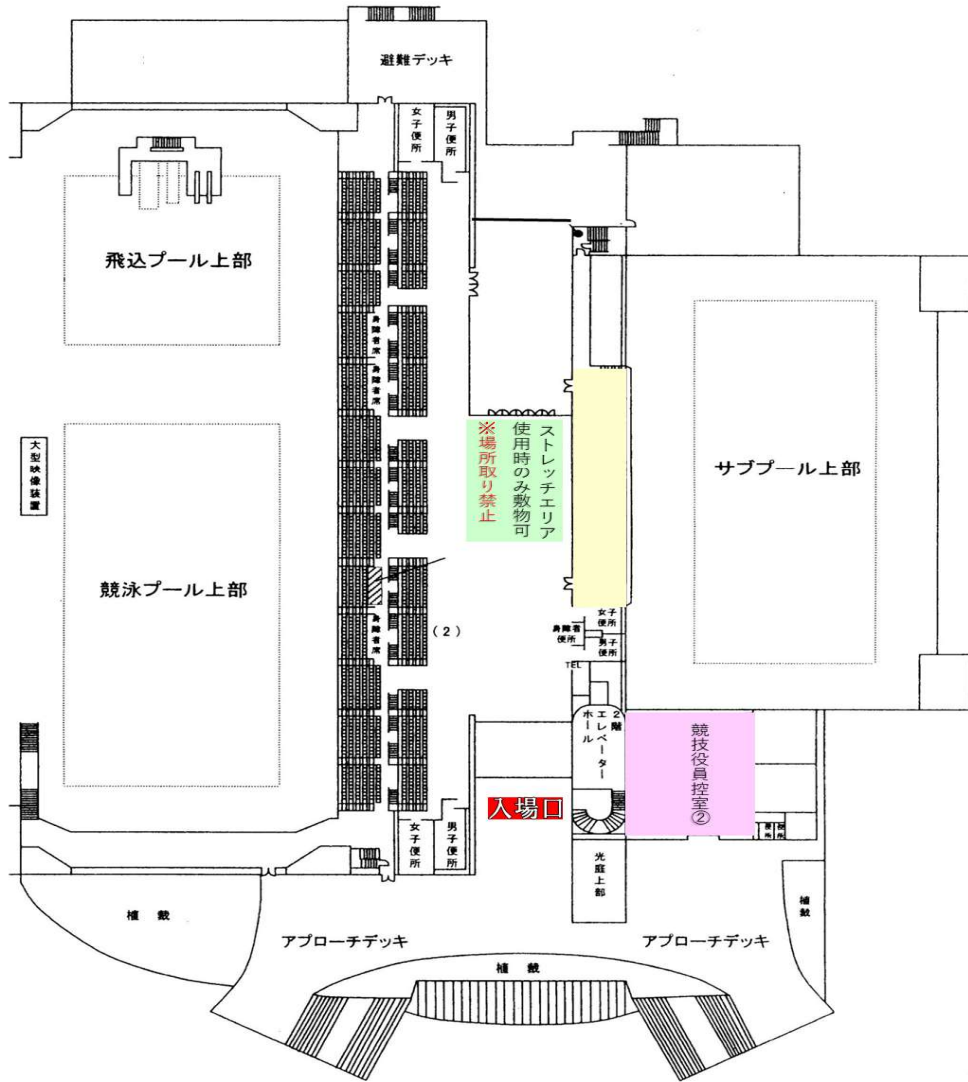 避難デッキ
女子便所
男子便所
飛込プール上部
身障者席
身障者席
ストレッチエリア
使用時のみ敷物可
※場所取り禁止
サブプール上部
大型映像装置
競泳プール上部
身障者席
(2)
女子便所
身障者便所
男子便所
TEL
2階
エレベーター
ホール
競技役員控室②
入場口
女子便所
男子便所
便所
便所
光庭上部
植栽
植栽
アプローチデッキ
アプローチデッキ
植栽